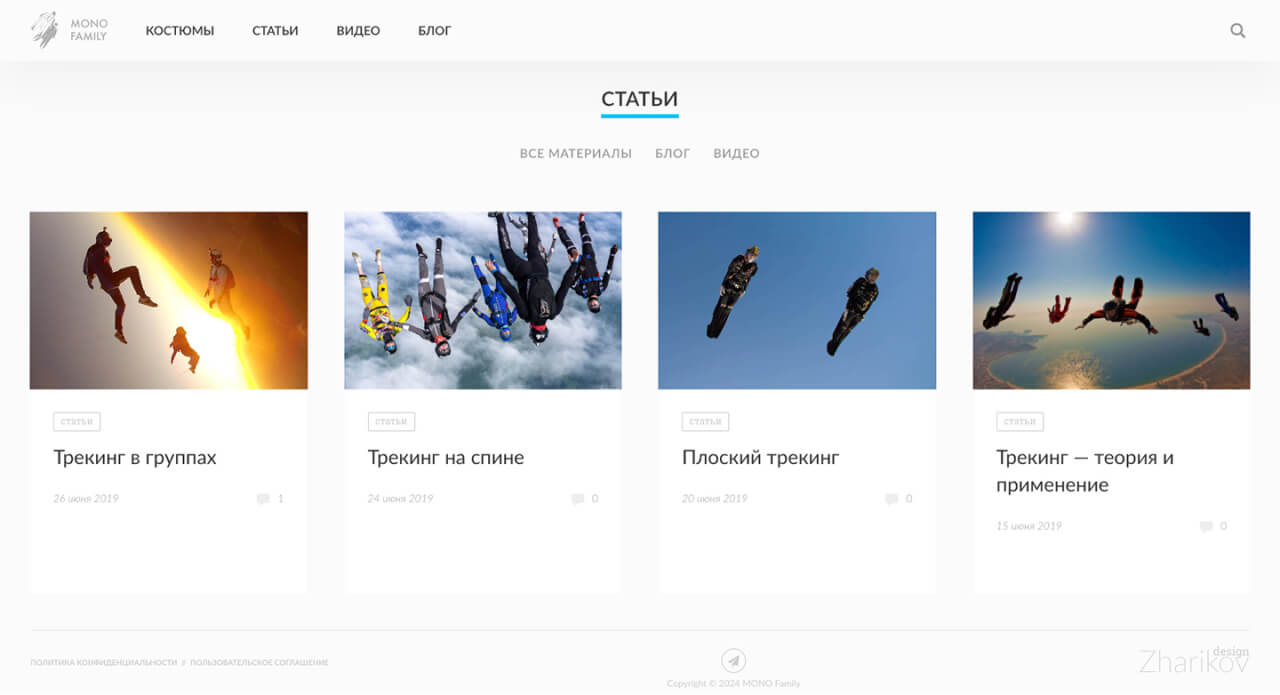 MONO
FAMILY
КОСТЮМЫ СТАТЬИ ВИДЕО БЛОГ
СТАТЬИ
ВСЕ МАТЕРИАЛЫ БЛОГ ВИДЕО
статьи
Трекинг в группах
26 июня 2019 1
статьи
Трекинг на спине
24 июня 2019 0
статьи
Плоский трекинг
20 июня 2019 0
статьи
Трекинг — теория и
применение
15 июня 2019 0
ПОЛИТИКА КОНФИДЕНЦИАЛЬНОСТИ // ПОЛЬЗОВАТЕЛЬСКОЕ СОГЛАШЕНИЕ
Copyright © 2024 MONO Family
design
Zharikov